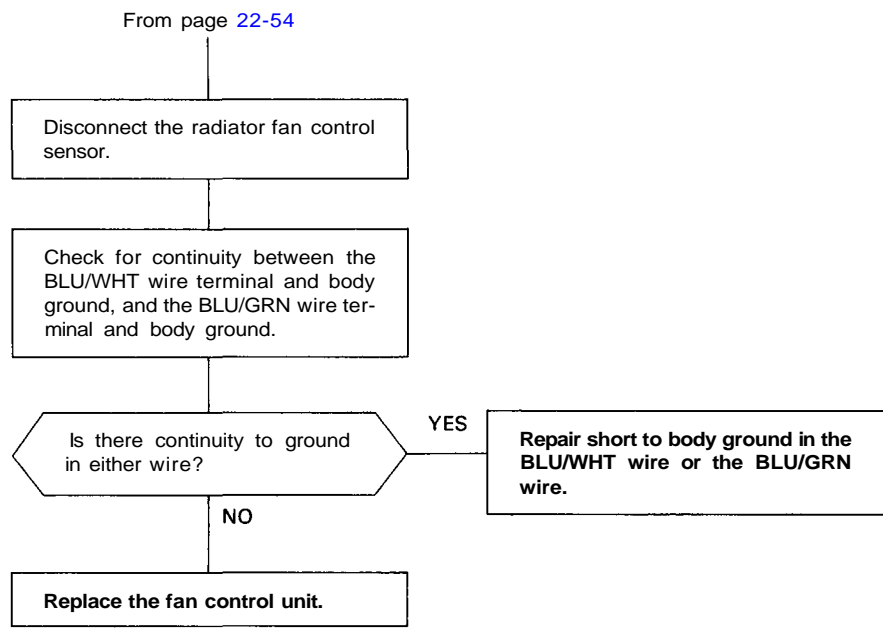 From page 22-54
Disconnect the radiator fan control
sensor.
Check for continuity between the
BLU/WHT wire terminal and body
ground, and the BLU/GRN wire ter-
minal and body ground.
Is there continuity to ground
in either wire?
YES
Repair short to body ground in the
BLU/WHT wire or the BLU/GRN
wire.
NO
Replace the fan control unit.